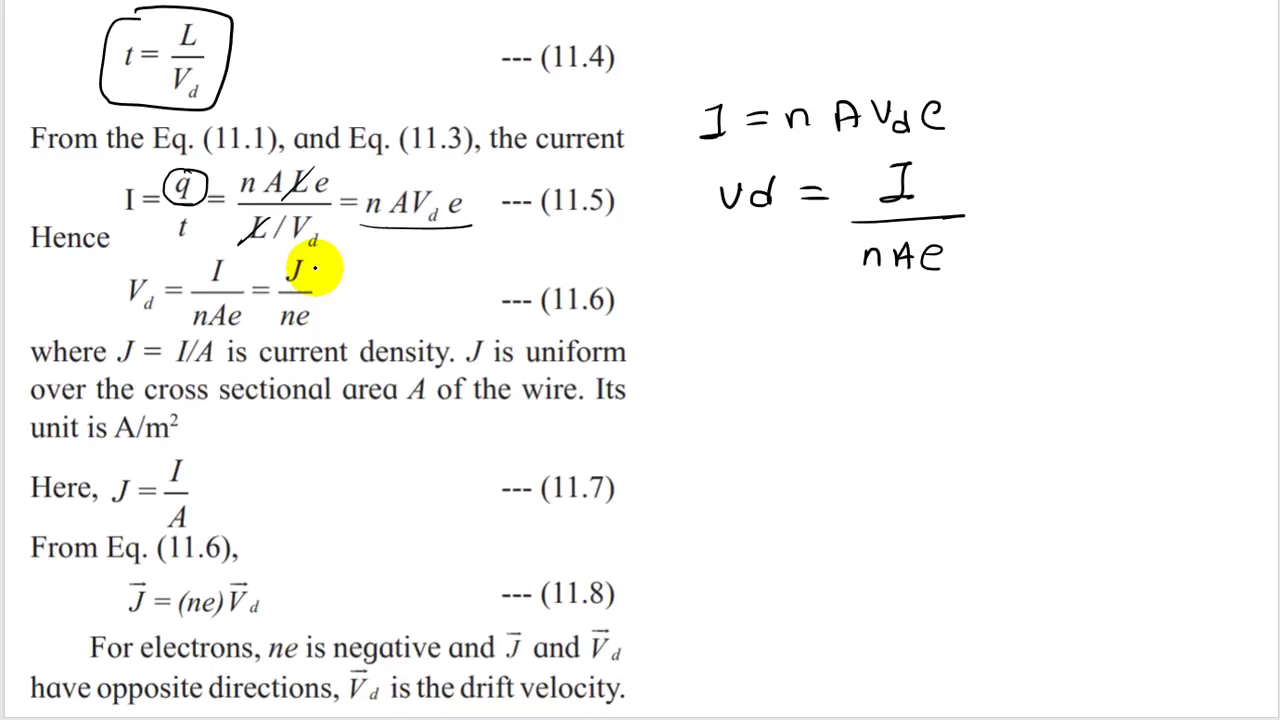 t = L / V_d --- (11.4)
From the Eq. (11.1), and Eq. (11.3), the current
I = q / t = n A L e / L / V_d = n AV_d e --- (11.5)
Hence
V_d = I / nAe = J / ne --- (11.6)
where J = I/A is current density. J is uniform
over the cross sectional area A of the wire. Its
unit is A/m²
Here, J = I / A --- (11.7)
From Eq. (11.6),
J⃗ = (ne)V⃗_d --- (11.8)
For electrons, ne is negative and J⃗ and V⃗_d
have opposite directions, V⃗_d is the drift velocity.
I = n A V_d e
vd = I / nAe